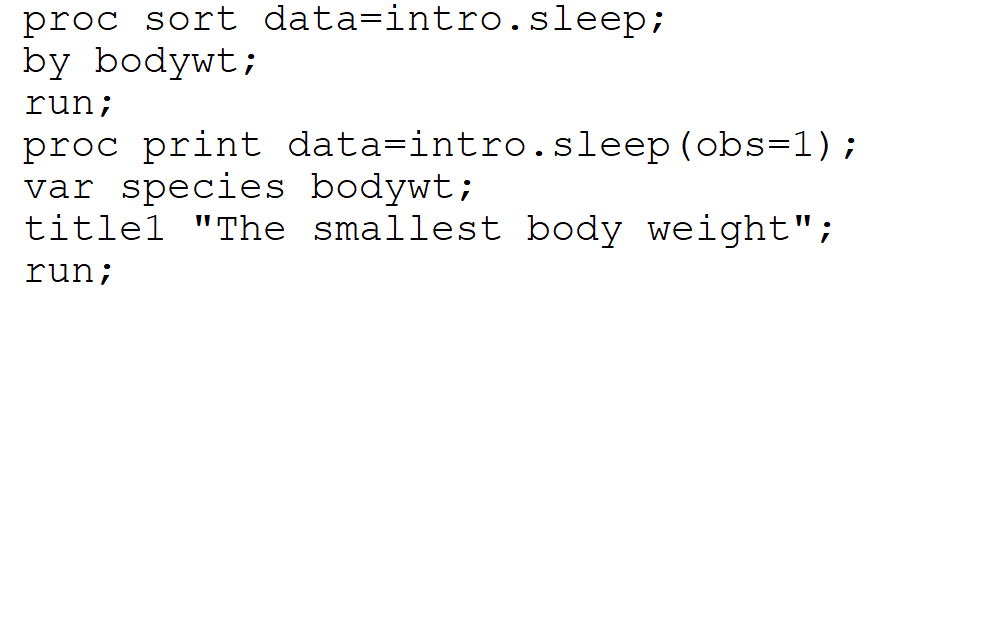 proc sort data=intro.sleep;
by bodywt;
run;
proc print data=intro.sleep(obs=1);
var species bodywt;
title1 "The smallest body weight";
run;